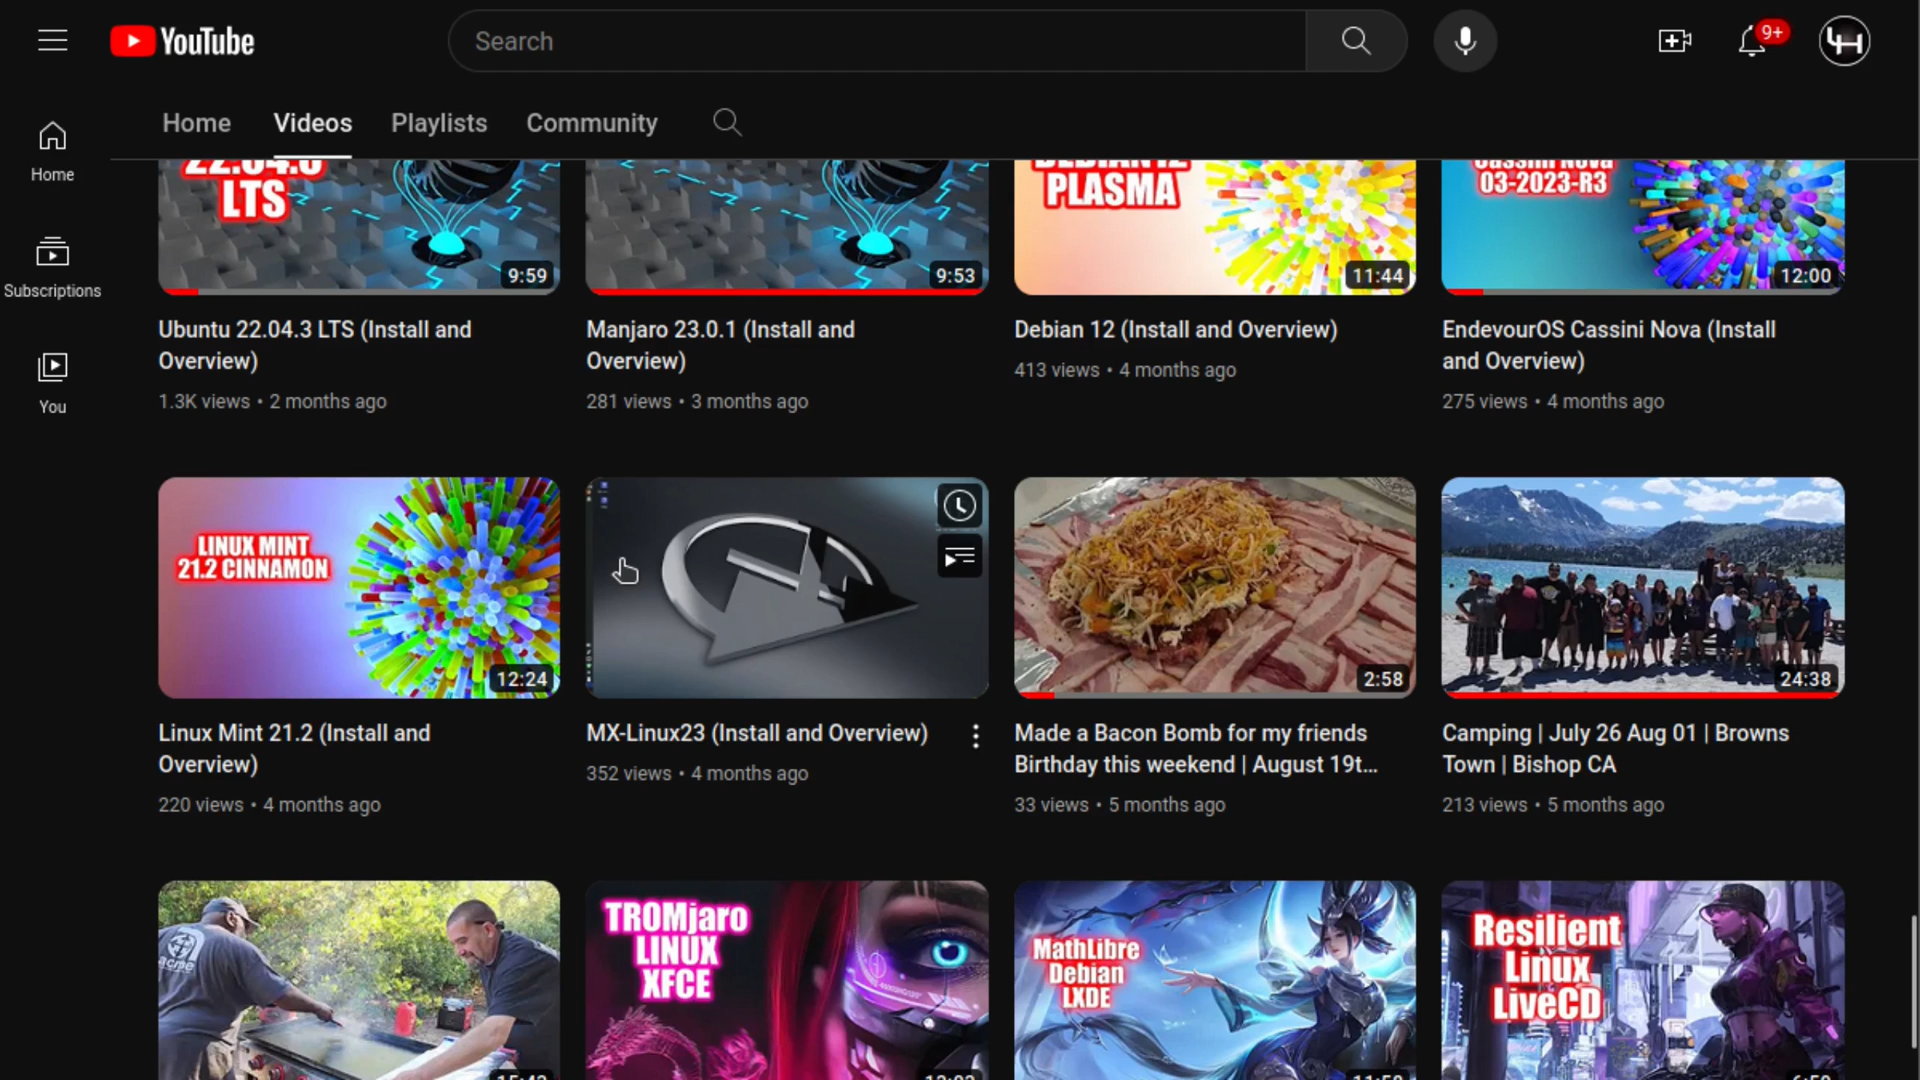 YouTube
Search
9+
Home
Videos
Playlists
Community
Home
Subscriptions
You
22.04.3
LTS
9:59
9:53
DEBIAN12
PLASMA
11:44
Cassini Nova
03-2023-R3
12:00
Ubuntu 22.04.3 LTS (Install and
Overview)
1.3K views • 2 months ago
Manjaro 23.0.1 (Install and
Overview)
281 views • 3 months ago
Debian 12 (Install and Overview)
413 views • 4 months ago
EndevourOS Cassini Nova (Install
and Overview)
275 views • 4 months ago
LINUX MINT
21.2 CINNAMON
12:24
2:58
24:38
Linux Mint 21.2 (Install and
Overview)
220 views • 4 months ago
MX-Linux23 (Install and Overview)
352 views • 4 months ago
Made a Bacon Bomb for my friends
Birthday this weekend | August 19t...
33 views • 5 months ago
Camping | July 26 Aug 01 | Browns
Town | Bishop CA
213 views • 5 months ago
acme
TROMjaro
LINUX
XFCE
MathLibre
Debian
LXDE
Resilient
Linux
LiveCD